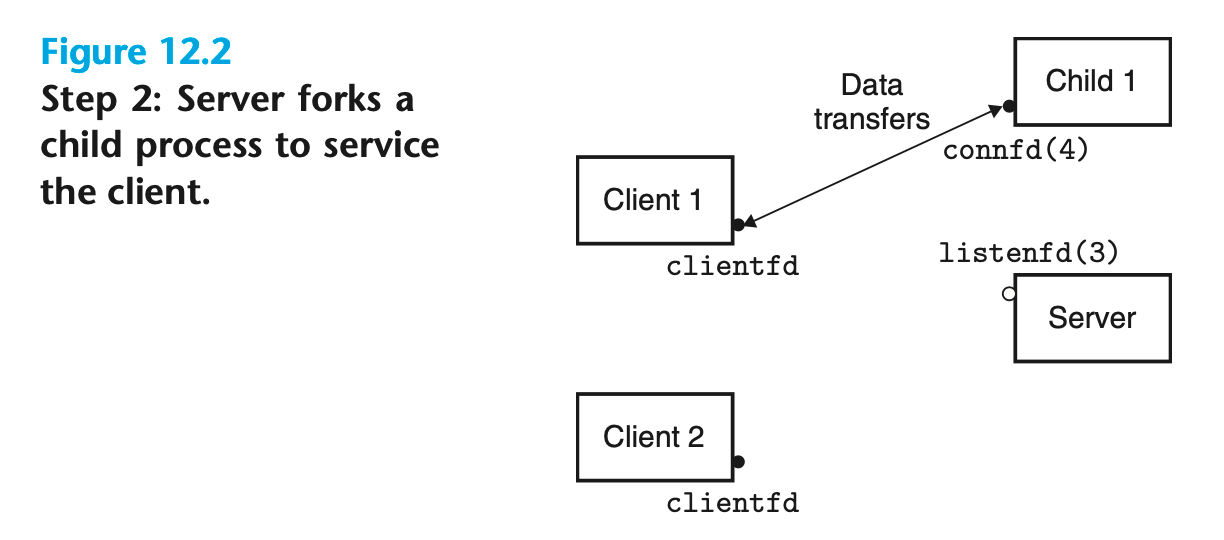 Figure 12.2
Step 2: Server forks a
child process to service
the client.
Data
transfers
Child 1
connfd(4)
Client 1
clientfd
listenfd(3)
Server
Client 2
clientfd